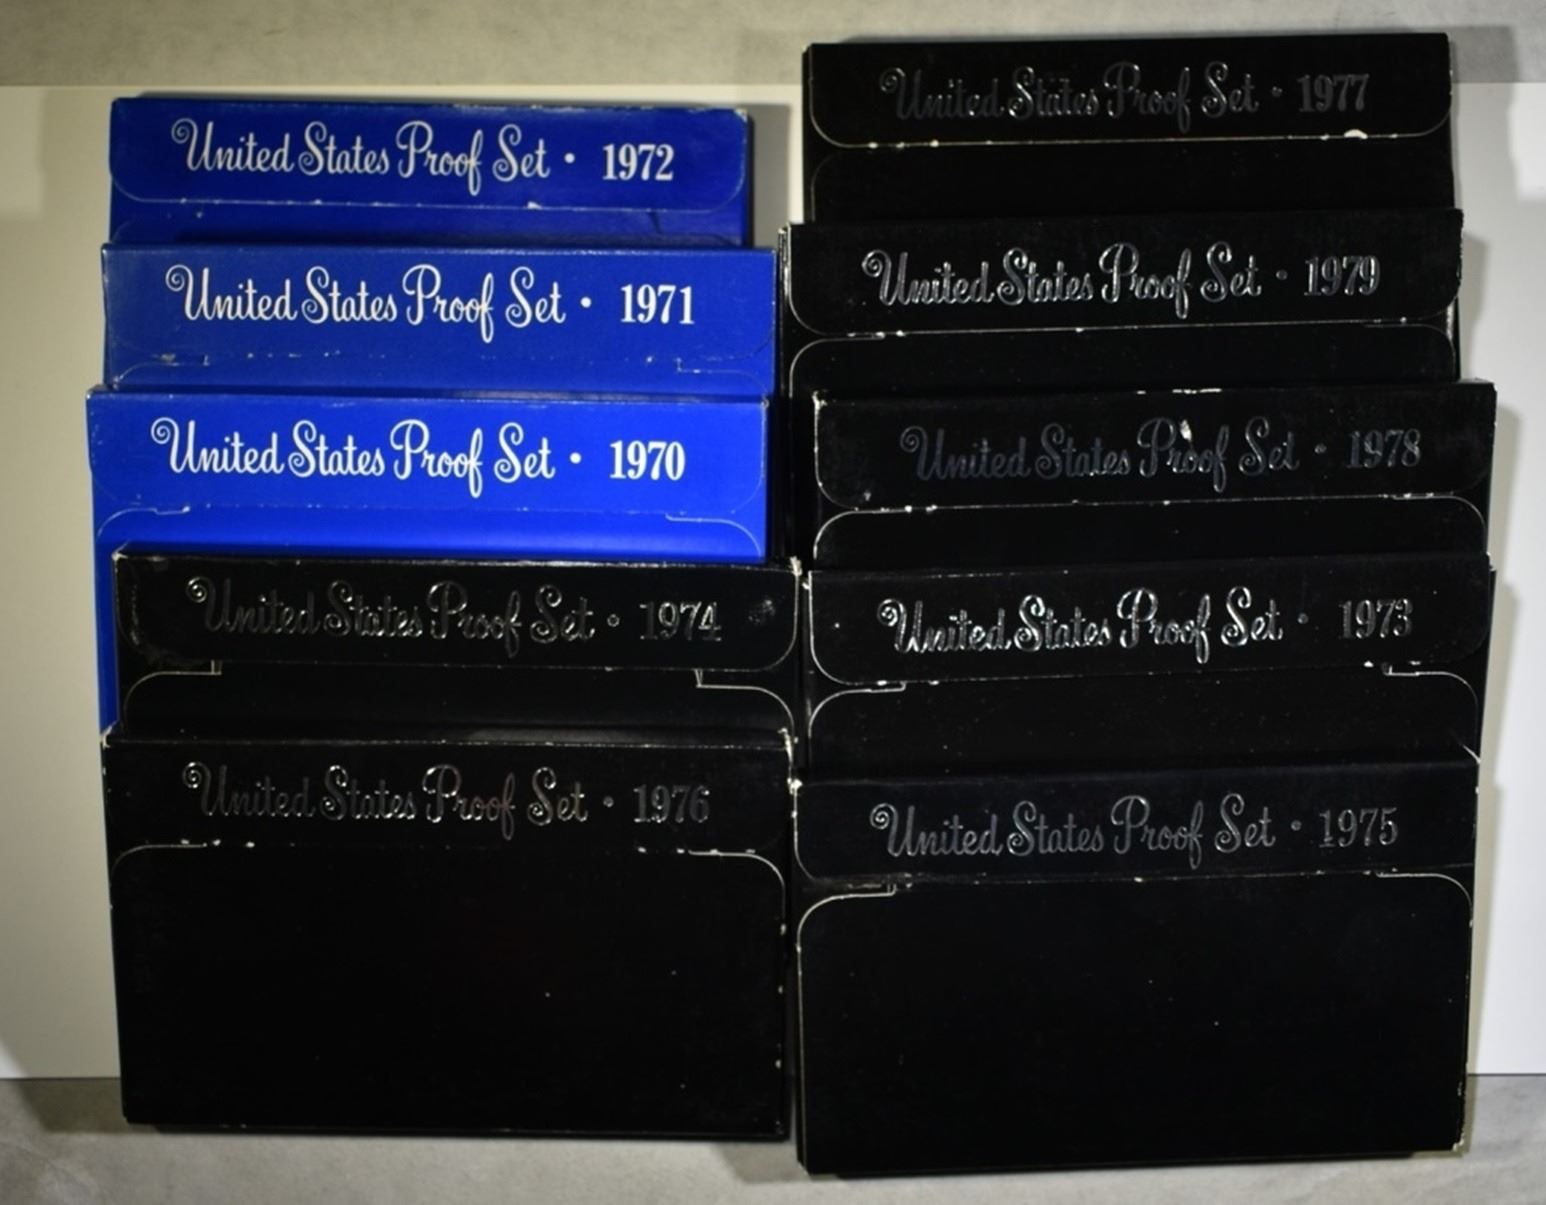 United States Proof Set • 1972
United States Proof Set • 1971
United States Proof Set • 1970
United States Proof Set • 1974
United States Proof Set • 1976
United States Proof Set • 1977
United States Proof Set • 1979
United States Proof Set • 1978
United States Proof Set • 1973
United States Proof Set • 1975